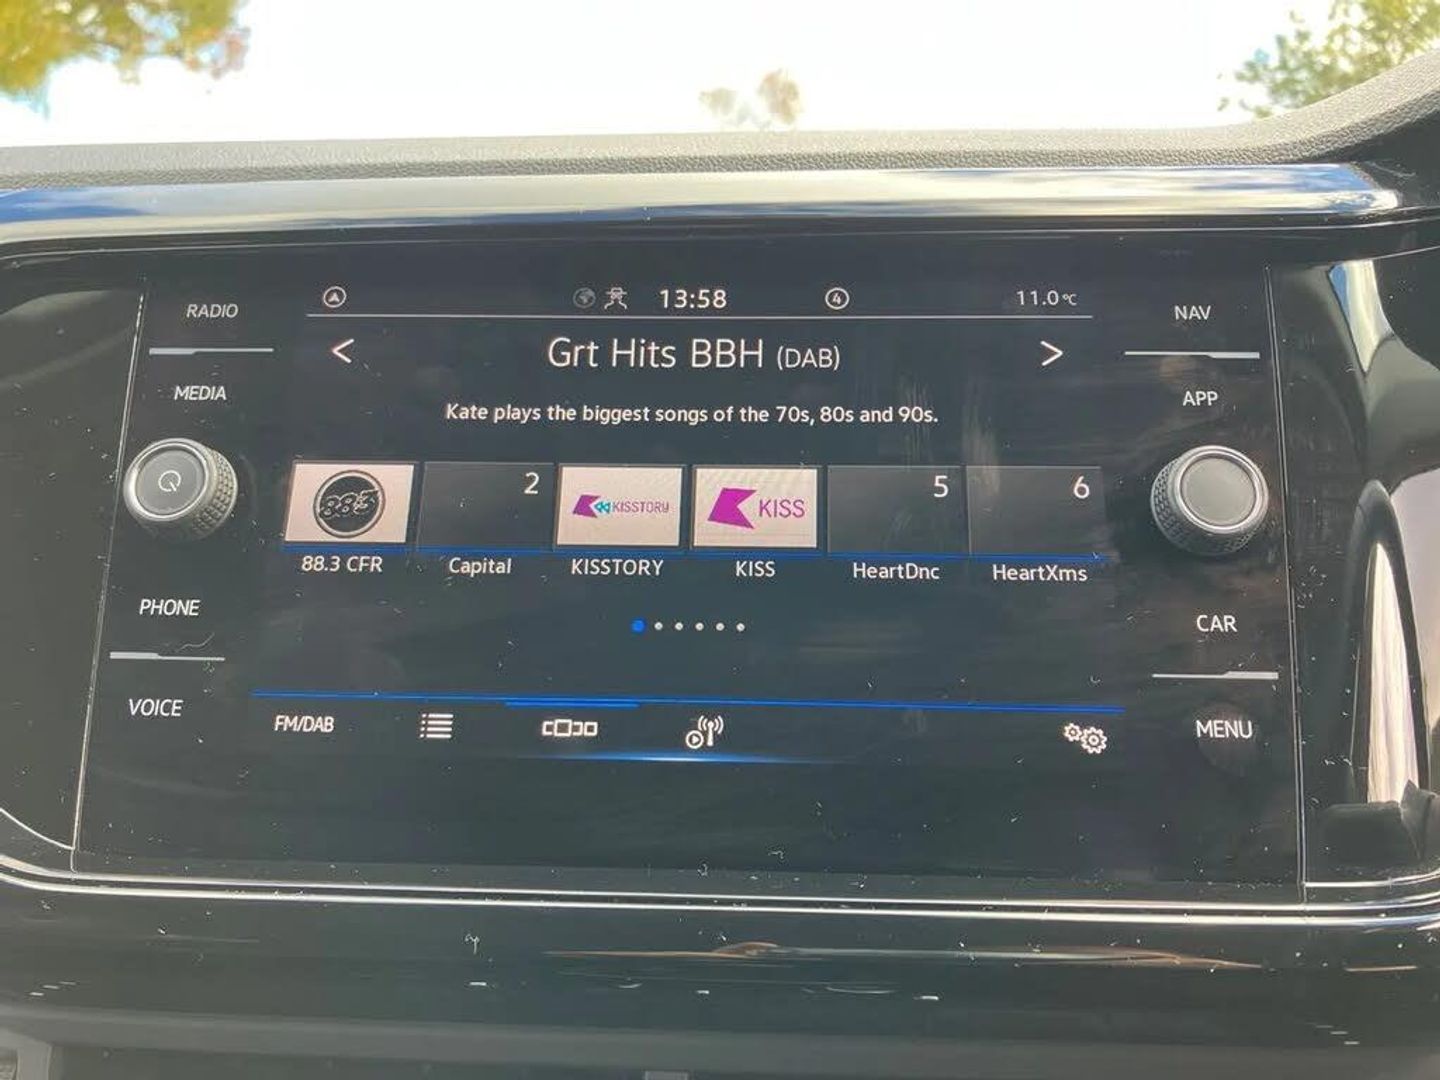 RADIO
MEDIA
PHONE
VOICE
13:58
4
11.0°C
<
Grt Hits BBH (DAB)
>
Kate plays the biggest songs of the 70s, 80s and 90s.
883
2
KISSTORY
KISS
5
6
88.3 CFR
Capital
KISSTORY
KISS
HeartDnc
HeartXms
FM/DAB
NAV
APP
CAR
MENU